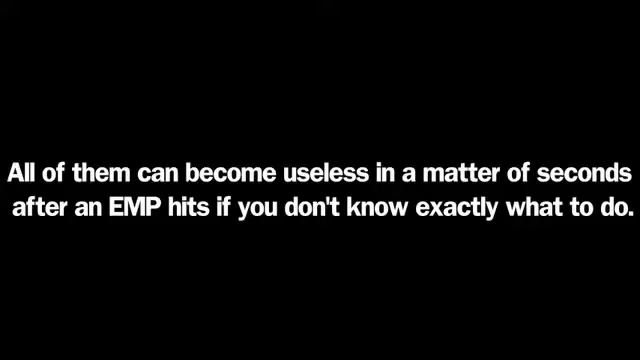 All of them can become useless in a matter of seconds
after an EMP hits if you don't know exactly what to do.